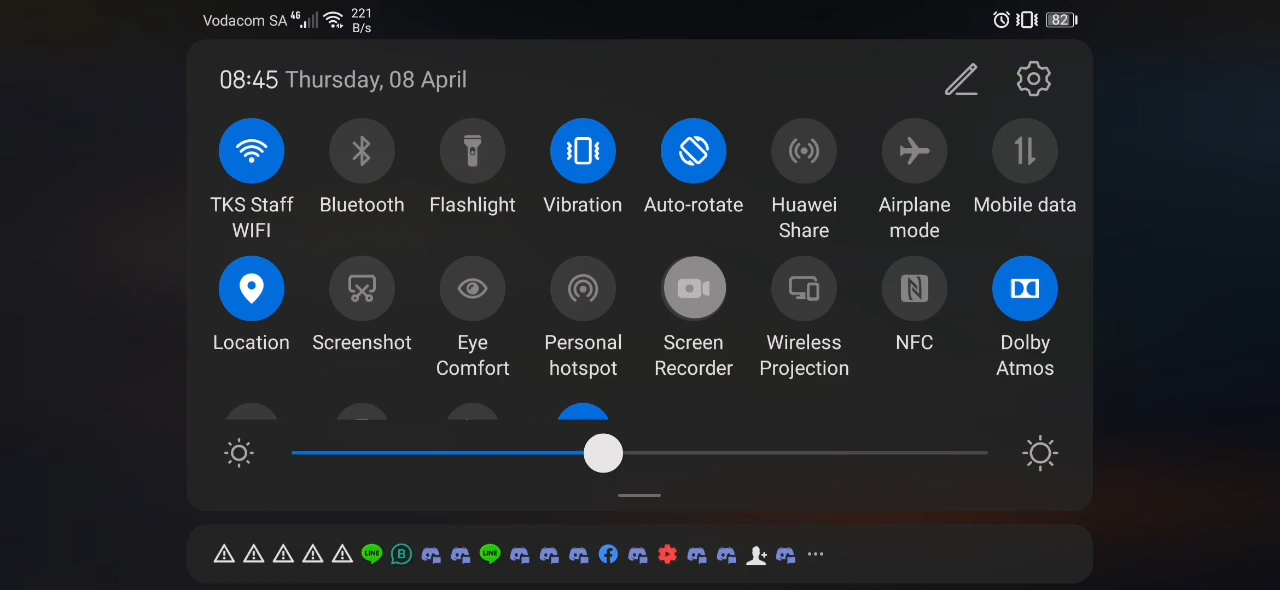 Vodacom SA 4G 221 B/s 82
08:45 Thursday, 08 April
TKS Staff WIFI
Bluetooth
Flashlight
Vibration
Auto-rotate
Huawei Share
Airplane mode
Mobile data
Location
Screenshot
Eye Comfort
Personal hotspot
Screen Recorder
Wireless Projection
NFC
Dolby Atmos
LINE B LINE